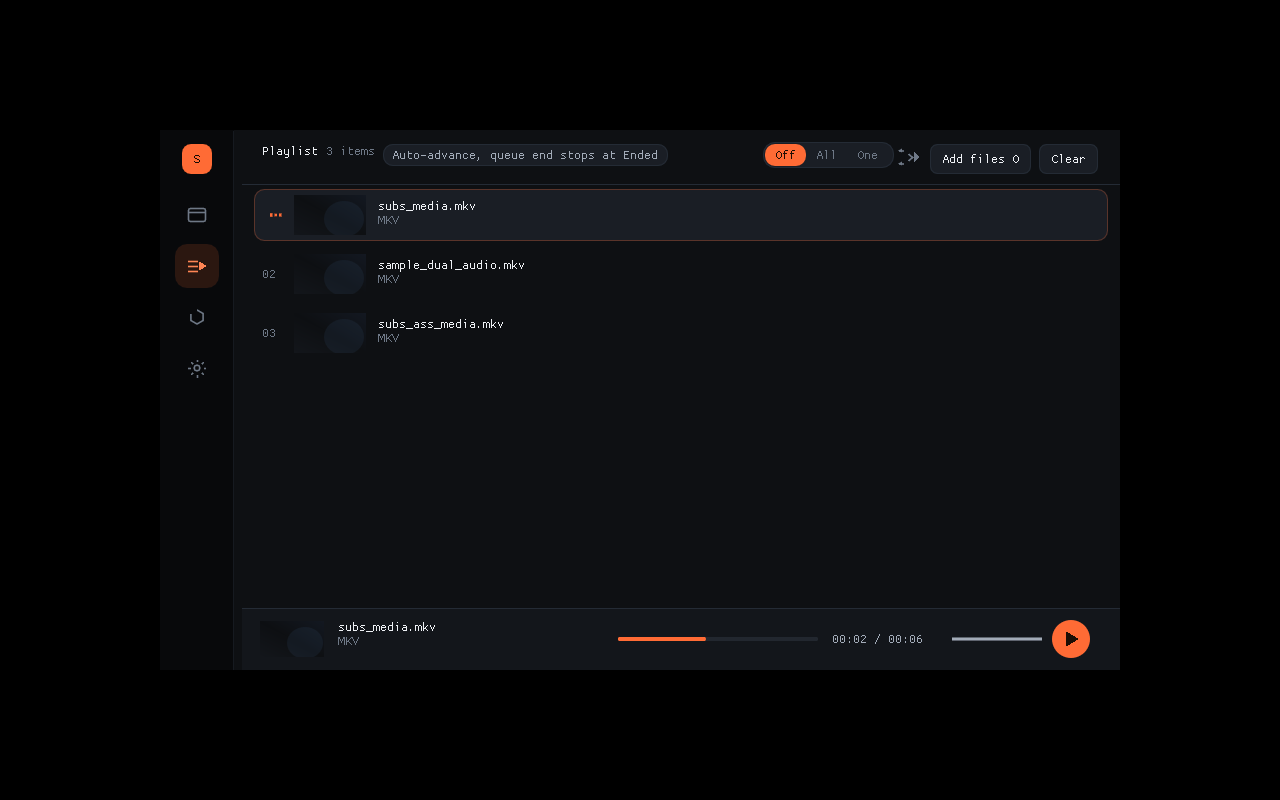 S
Playlist 3 items
Auto-advance, queue end stops at Ended
Off All One
Add files O
Clear
subs_media.mkv
MKV
02
sample_dual_audio.mkv
MKV
03
subs_ass_media.mkv
MKV
subs_media.mkv
MKV
00:02 / 00:06